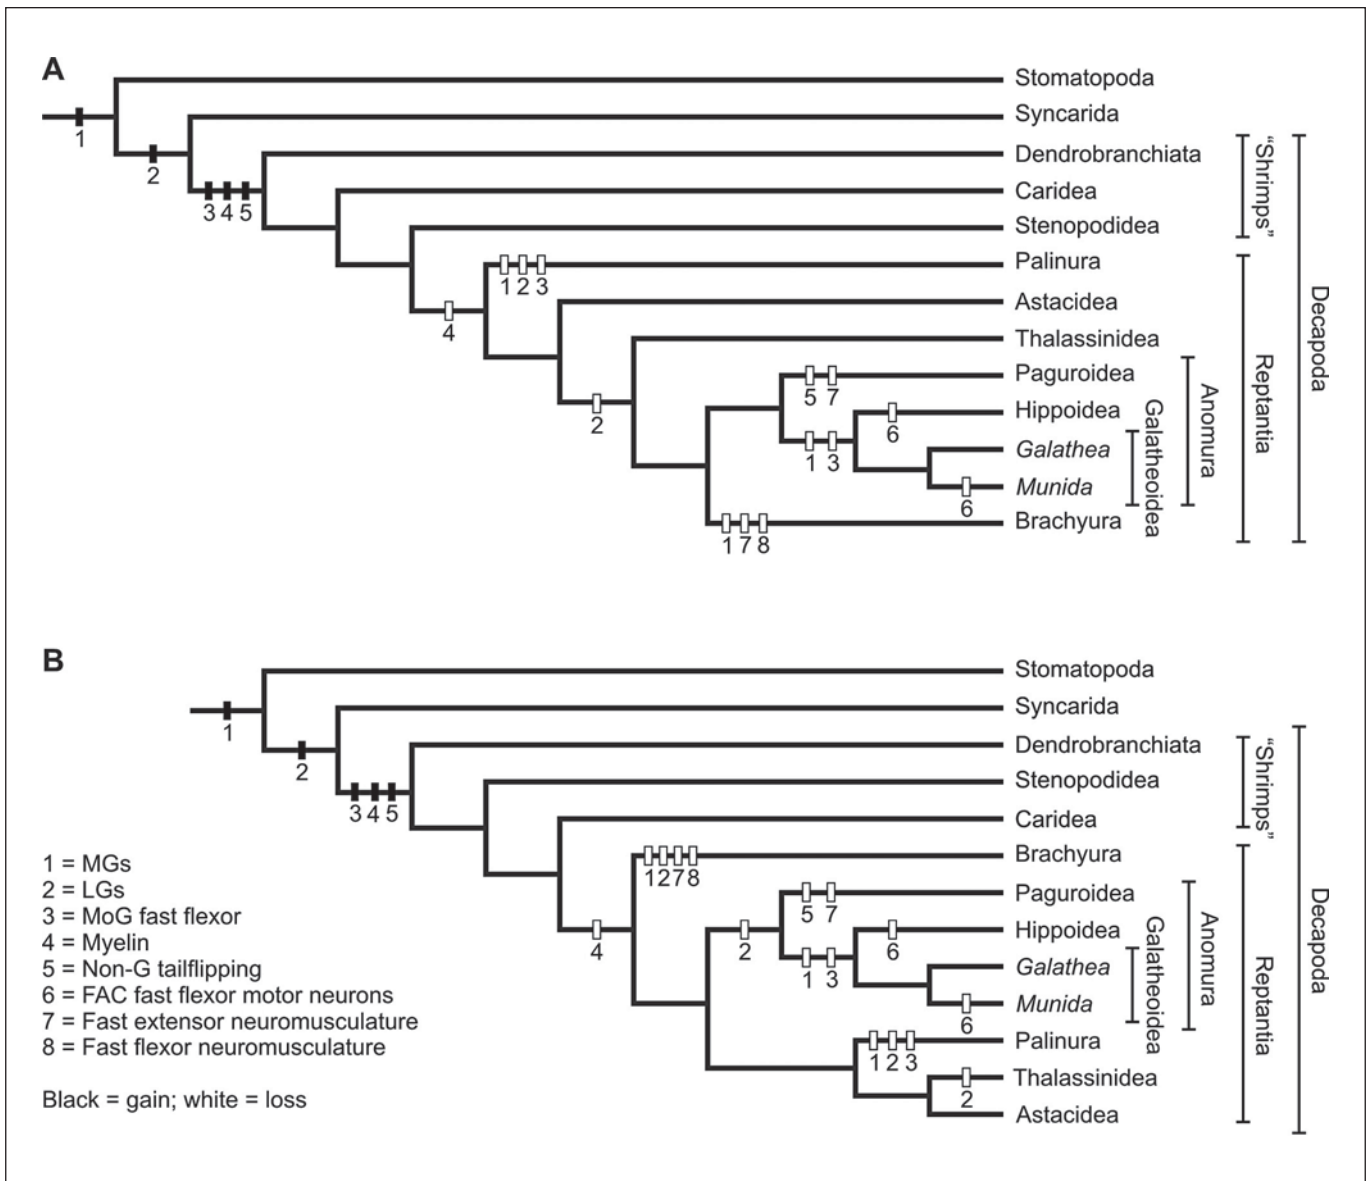 A
Stomatopoda
1
Syncarida
2
Dendrobranchiata
3 4 5
Caridea
Stenopodidea
"Shrimps"
Palinura
1 2 3
4
Astacidea
Thalassinidea
Paguroidea
5 7
2
Hippoidea
6
1 3
Galathea
Munida
6
Brachyura
1 7 8
Galatheoidea
Anomura
Reptantia
Decapoda
B
Stomatopoda
1
Syncarida
2
Dendrobranchiata
3 4 5
Stenopodidea
Caridea
"Shrimps"
Brachyura
1 2 7 8
Paguroidea
5 7
4
2
Hippoidea
6
1 3
Galathea
Munida
6
Palinura
1 2 3
Thalassinidea
2
Astacidea
Galatheoidea
Anomura
Reptantia
Decapoda
1 = MGs
2 = LGs
3 = MoG fast flexor
4 = Myelin
5 = Non-G tailflipping
6 = FAC fast flexor motor neurons
7 = Fast extensor neuromusculature
8 = Fast flexor neuromusculature
Black = gain; white = loss